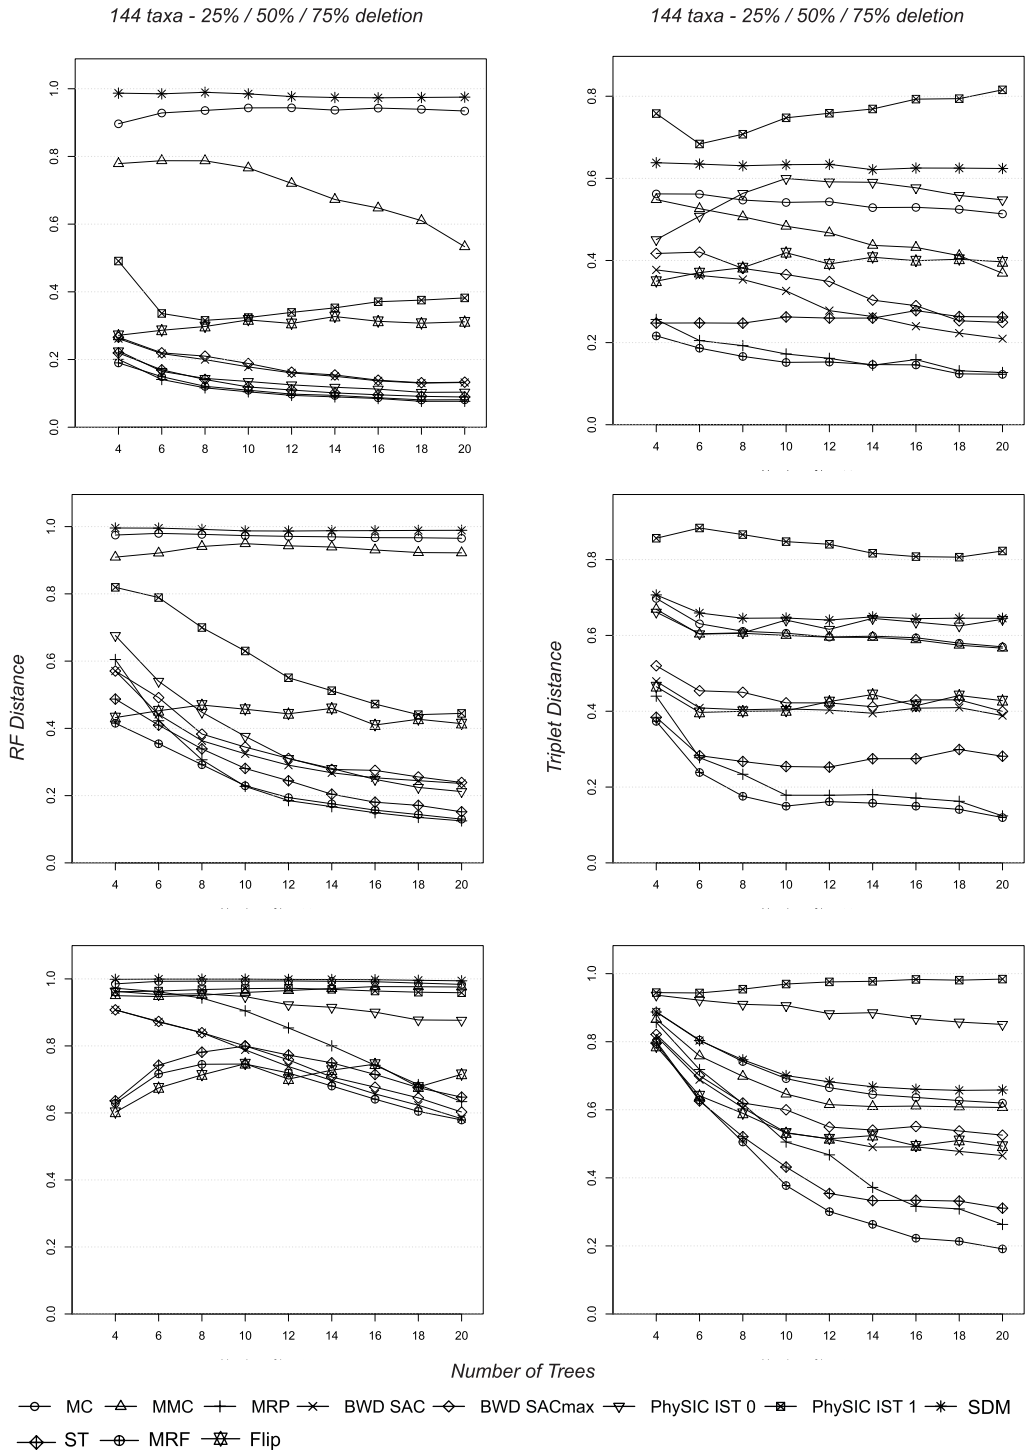 144 taxa - 25% / 50% / 75% deletion
144 taxa - 25% / 50% / 75% deletion
1.0
0.8
0.6
0.4
0.2
0.0
4 6 8 10 12 14 16 18 20
0.8
0.6
0.4
0.2
0.0
4 6 8 10 12 14 16 18 20
RF Distance
1.0
0.8
0.6
0.4
0.2
0.0
4 6 8 10 12 14 16 18 20
Triplet Distance
0.8
0.6
0.4
0.2
0.0
4 6 8 10 12 14 16 18 20
1.0
0.8
0.6
0.4
0.2
0.0
4 6 8 10 12 14 16 18 20
1.0
0.8
0.6
0.4
0.2
0.0
4 6 8 10 12 14 16 18 20
Number of Trees
MC MMC MRP BWD SAC BWD SACmax PhySIC IST 0 PhySIC IST 1 SDM
ST MRF Flip